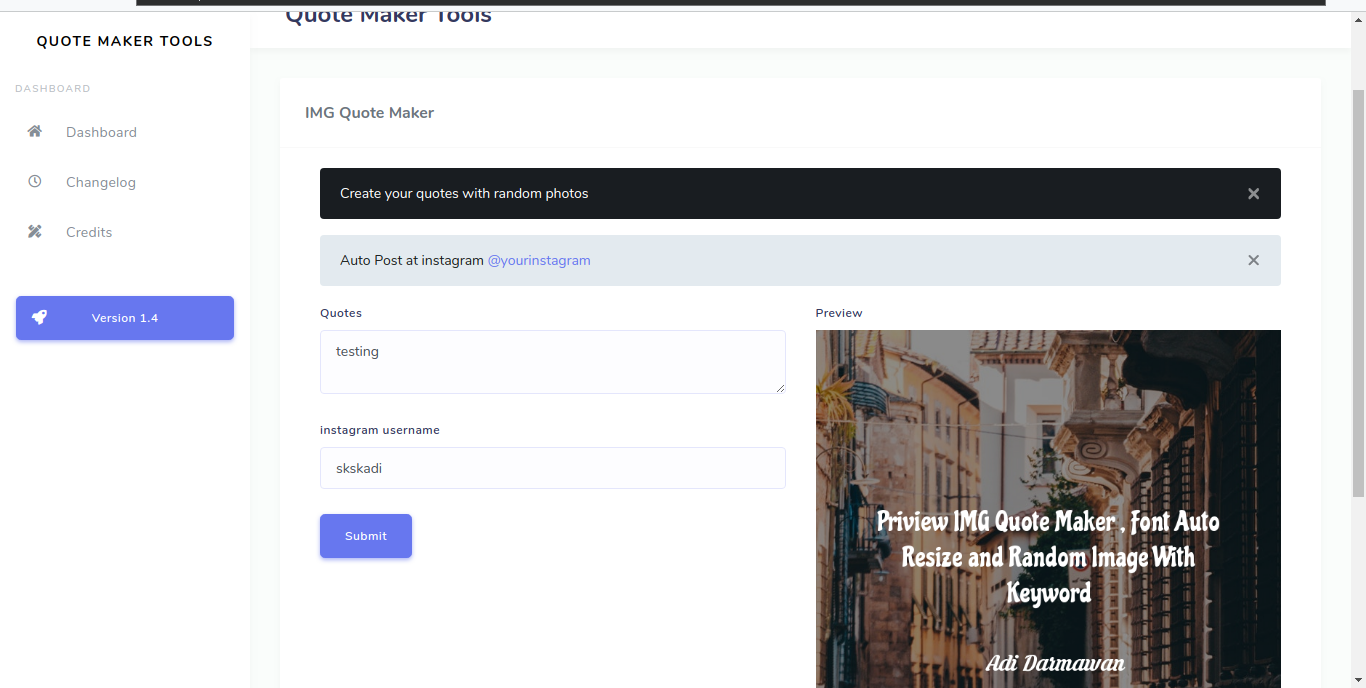 Quote Maker Tools
QUOTE MAKER TOOLS
DASHBOARD
Dashboard
Changelog
Credits
Version 1.4
IMG Quote Maker
Create your quotes with random photos
Auto Post at instagram @yourinstagram
Quotes
testing
instagram username
skskadi
Submit
Preview
Priview IMG Quote Maker , Font Auto
Resize and Random Image With
Keyword
Adi Darmawan